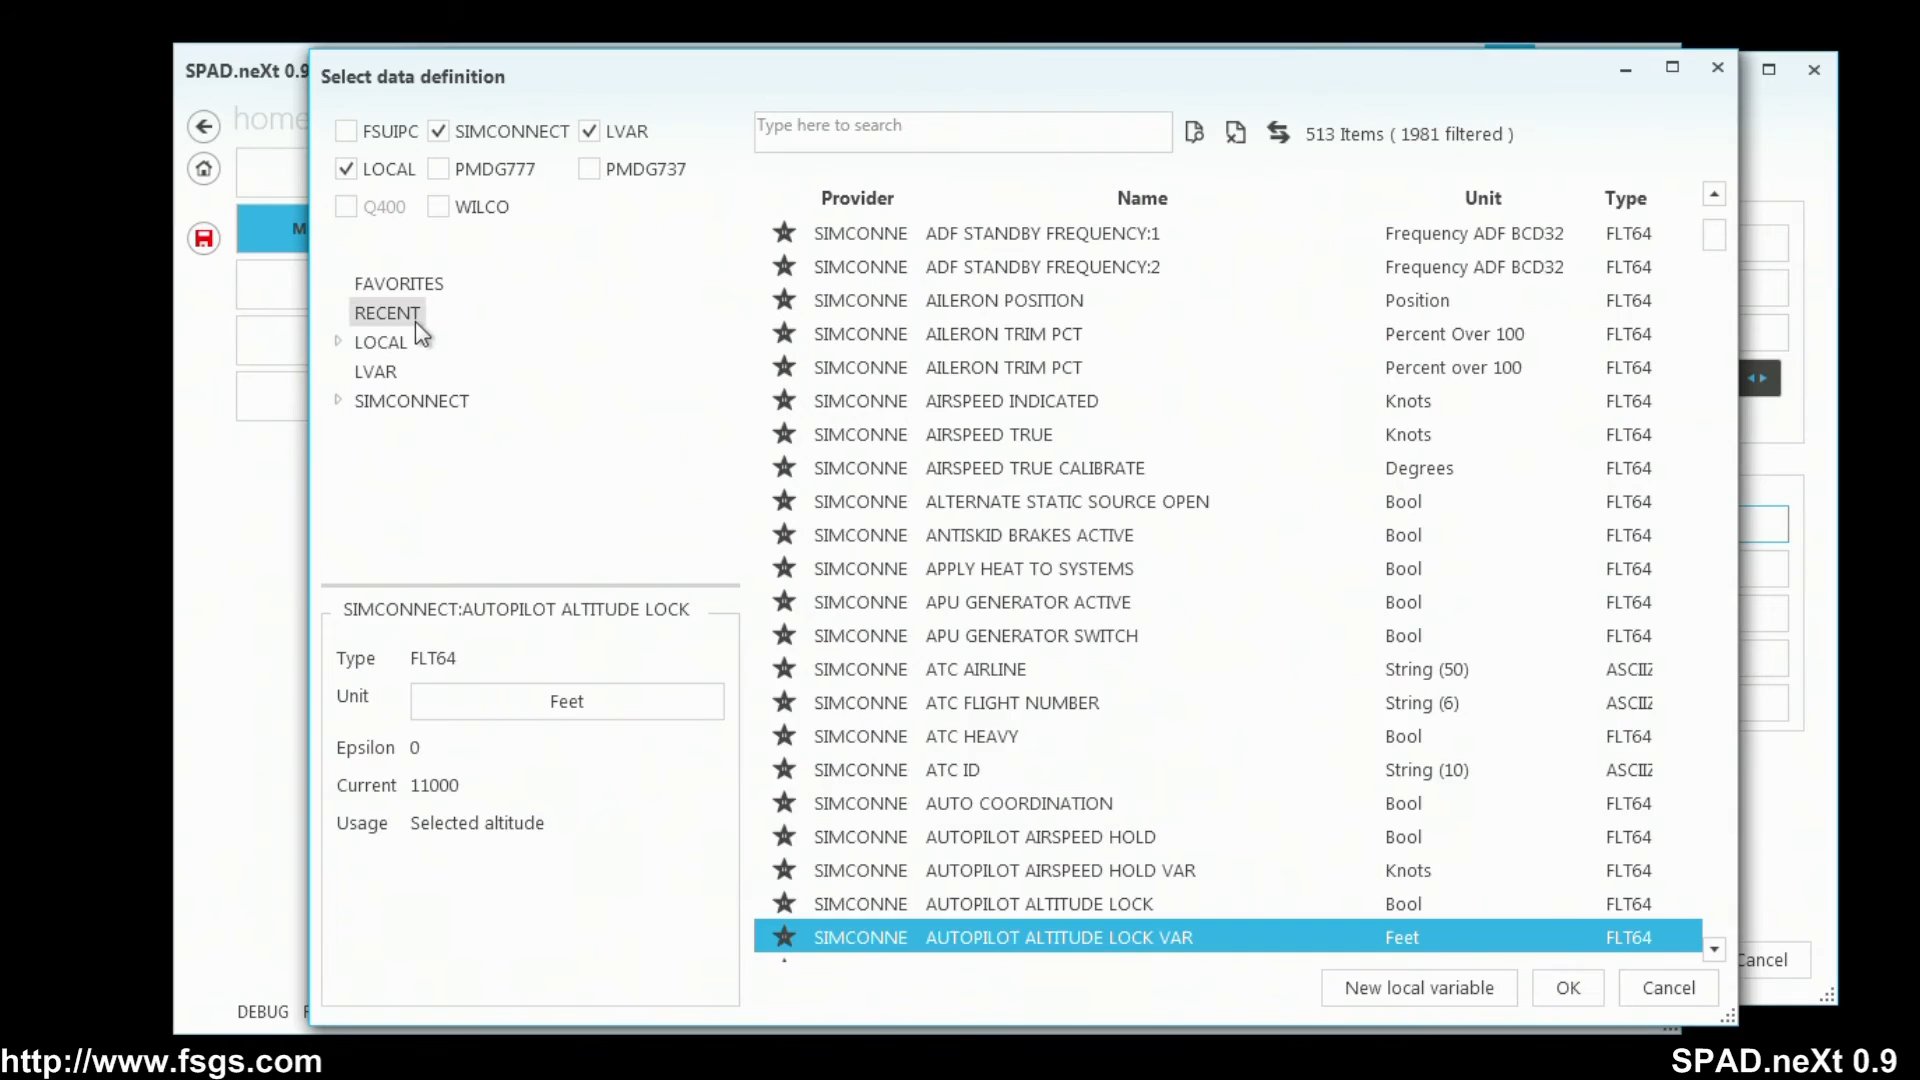 SPAD.neXt 0.9
Select data definition
home
FSUIPC SIMCONNECT LVAR
LOCAL PMDG777 PMDG737
Q400 WILCO
Type here to search
513 Items ( 1981 filtered )
FAVORITES
RECENT
LOCAL
LVAR
SIMCONNECT
Provider Name Unit Type
SIMCONNE ADF STANDBY FREQUENCY:1 Frequency ADF BCD32 FLT64
SIMCONNE ADF STANDBY FREQUENCY:2 Frequency ADF BCD32 FLT64
SIMCONNE AILERON POSITION Position FLT64
SIMCONNE AILERON TRIM PCT Percent Over 100 FLT64
SIMCONNE AILERON TRIM PCT Percent over 100 FLT64
SIMCONNE AIRSPEED INDICATED Knots FLT64
SIMCONNE AIRSPEED TRUE Knots FLT64
SIMCONNE AIRSPEED TRUE CALIBRATE Degrees FLT64
SIMCONNE ALTERNATE STATIC SOURCE OPEN Bool FLT64
SIMCONNE ANTISKID BRAKES ACTIVE Bool FLT64
SIMCONNE APPLY HEAT TO SYSTEMS Bool FLT64
SIMCONNE APU GENERATOR ACTIVE Bool FLT64
SIMCONNE APU GENERATOR SWITCH Bool FLT64
SIMCONNE ATC AIRLINE String (50) ASCIIZ
SIMCONNE ATC FLIGHT NUMBER String (6) ASCIIZ
SIMCONNE ATC HEAVY Bool FLT64
SIMCONNE ATC ID String (10) ASCIIZ
SIMCONNE AUTO COORDINATION Bool FLT64
SIMCONNE AUTOPILOT AIRSPEED HOLD Bool FLT64
SIMCONNE AUTOPILOT AIRSPEED HOLD VAR Knots FLT64
SIMCONNE AUTOPILOT ALTITUDE LOCK Bool FLT64
SIMCONNE AUTOPILOT ALTITUDE LOCK VAR Feet FLT64
SIMCONNECT:AUTOPILOT ALTITUDE LOCK
Type FLT64
Unit Feet
Epsilon 0
Current 11000
Usage Selected altitude
New local variable OK Cancel
Cancel
M
DEBUG F
http://www.fsgs.com
SPAD.neXt 0.9